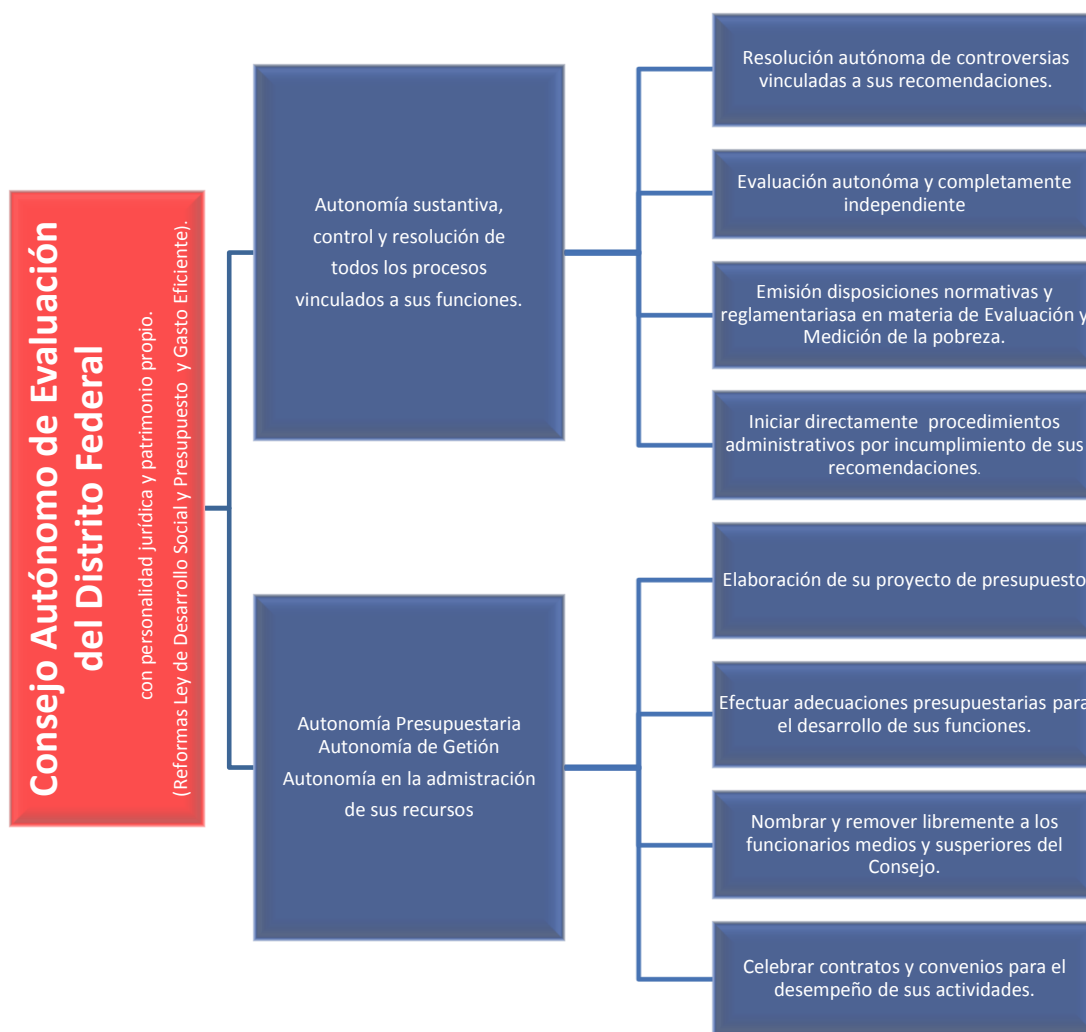 Consejo Autónomo de Evaluación
del Distrito Federal
con personalidad jurídica y patrimonio propio.
(Reformas Ley de Desarrollo Social y Presupuesto y Gasto Eficiente).
Autonomía sustantiva,
control y resolución de
todos los procesos
vinculados a sus funciones.
Resolución autónoma de controversias
vinculadas a sus recomendaciones.
Evaluación autonóma y completamente
independiente
Emisión disposiciones normativas y
reglamentariasa en materia de Evaluación y
Medición de la pobreza.
Iniciar directamente procedimientos
administrativos por incumplimiento de sus
recomendaciones.
Autonomía Presupuestaria
Autonomía de Getión
Autonomía en la admistración
de sus recursos
Elaboración de su proyecto de presupuesto
Efectuar adecuaciones presupuestarias para
el desarrollo de sus funciones.
Nombrar y remover libremente a los
funcionarios medios y susperiores del
Consejo.
Celebrar contratos y convenios para el
desempeño de sus actividades.